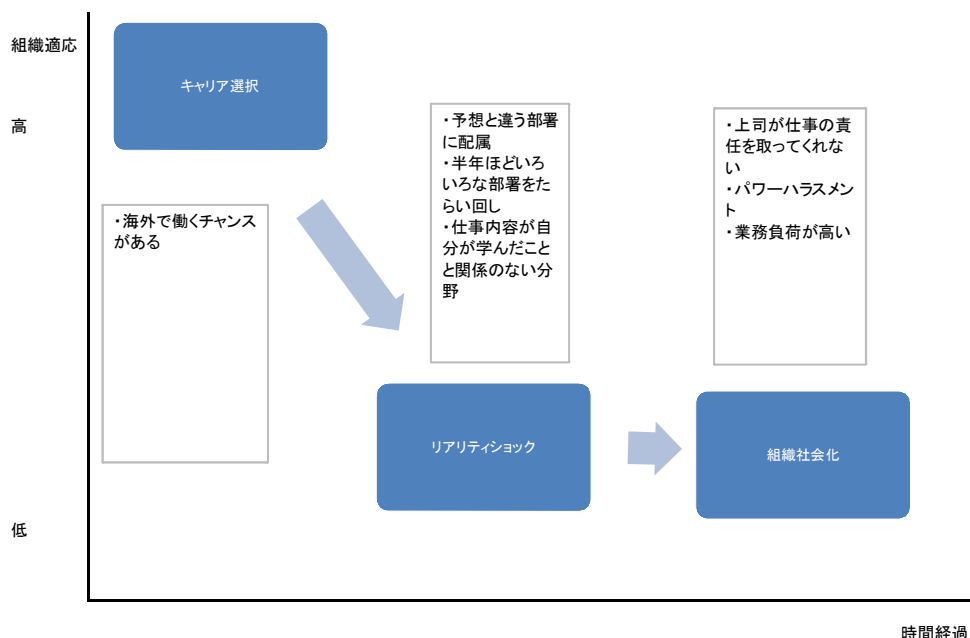 組織適応
高
低
キャリア選択
・海外で働くチャンス
がある
・予想と違う部署
に配属
・半年ほどいろ
いろな部署をた
らい回し
・仕事内容が自
分が学んだこと
と関係のない分
野
リアリティショック
・上司が仕事の責
任を取ってくれな
い
・パワーハラスメン
ト
・業務負荷が高い
組織社会化
時間経過